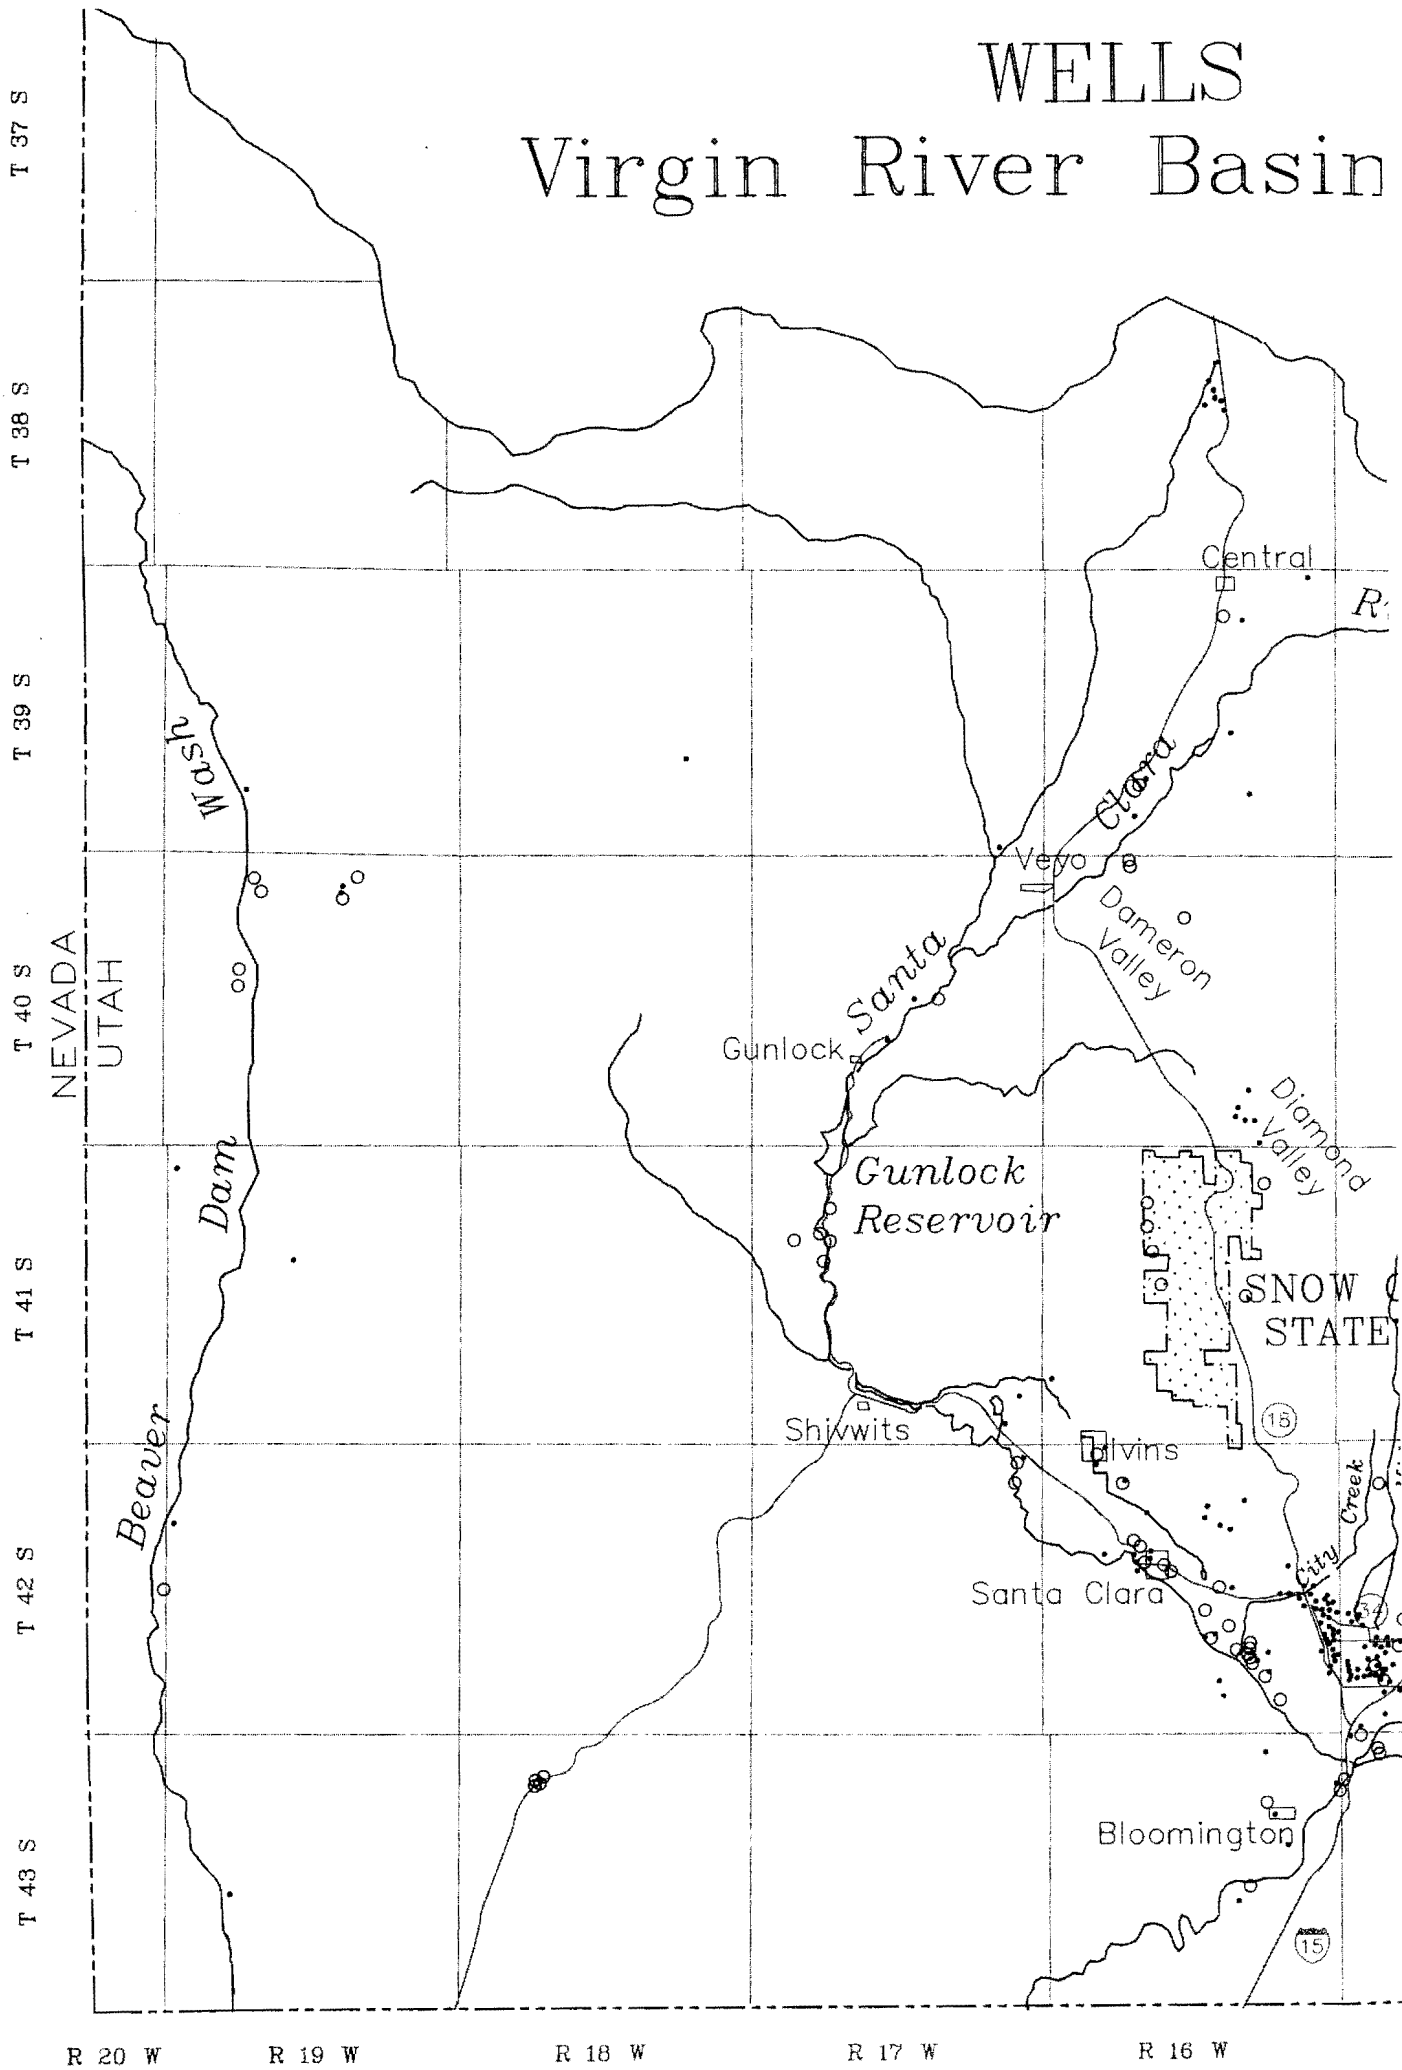 WELLS
Virgin River Basin
T 37 S
T 38 S
Central
T 39 S
Wash
Clara
Veyo
Dameron
Valley
Santa
T 40 S
NEVADA
UTAH
Gunlock
Diamond
Valley
Dam
Gunlock
Reservoir
T 41 S
SNOW
STATE
18
Shivwits
Beaver
Creek
City
T 42 S
Santa Clara
34
Bloomington
T 43 S
15
R 20 W
R 19 W
R 18 W
R 17 W
R 16 W